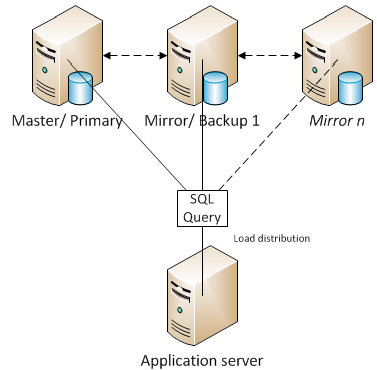 Master/ Primary
Mirror/ Backup 1
Mirror n
SQL
Query
Load distribution
Application server